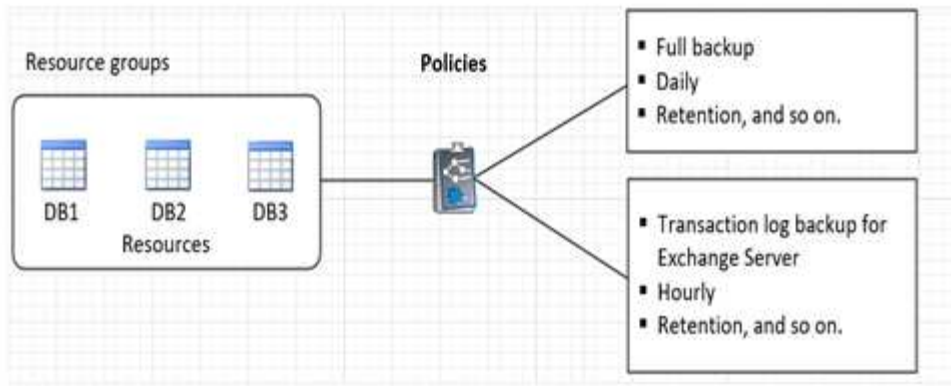 Resource groups
DB1
DB2
DB3
Resources
Policies
▪ Full backup
▪ Daily
▪ Retention, and so on.
▪ Transaction log backup for
Exchange Server
▪ Hourly
▪ Retention, and so on.